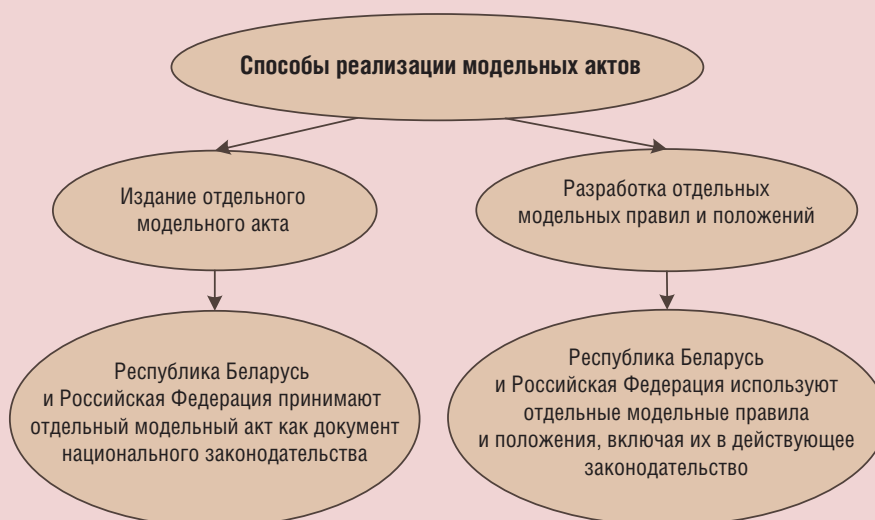 Способы реализации модельных актов
Издание отдельного
модельного акта
Разработка отдельных
модельных правил и положений
Республика Беларусь
и Российская Федерация принимают
отдельный модельный акт как документ
национального законодательства
Республика Беларусь
и Российская Федерация используют
отдельные модельные правила
и положения, включая их в действующее
законодательство